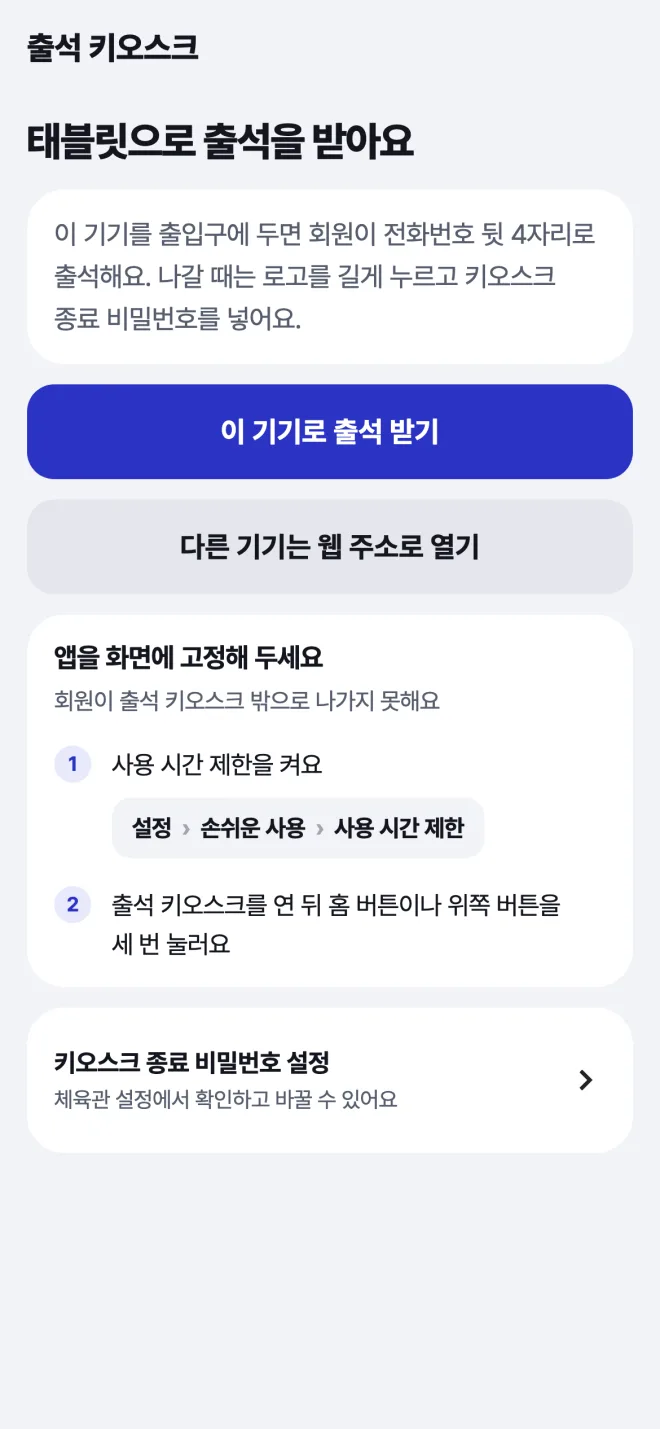 출석 키오스크
태블릿으로 출석을 받아요
이 기기를 출입구에 두면 회원이 전화번호 뒷 4자리로
출석해요. 나갈 때는 로고를 길게 누르고 키오스크
종료 비밀번호를 넣어요.
이 기기로 출석 받기
다른 기기는 웹 주소로 열기
앱을 화면에 고정해 두세요
회원이 출석 키오스크 밖으로 나가지 못해요
1 사용 시간 제한을 켜요
설정 › 손쉬운 사용 › 사용 시간 제한
2 출석 키오스크를 연 뒤 홈 버튼이나 위쪽 버튼을
세 번 눌러요
키오스크 종료 비밀번호 설정
체육관 설정에서 확인하고 바꿀 수 있어요